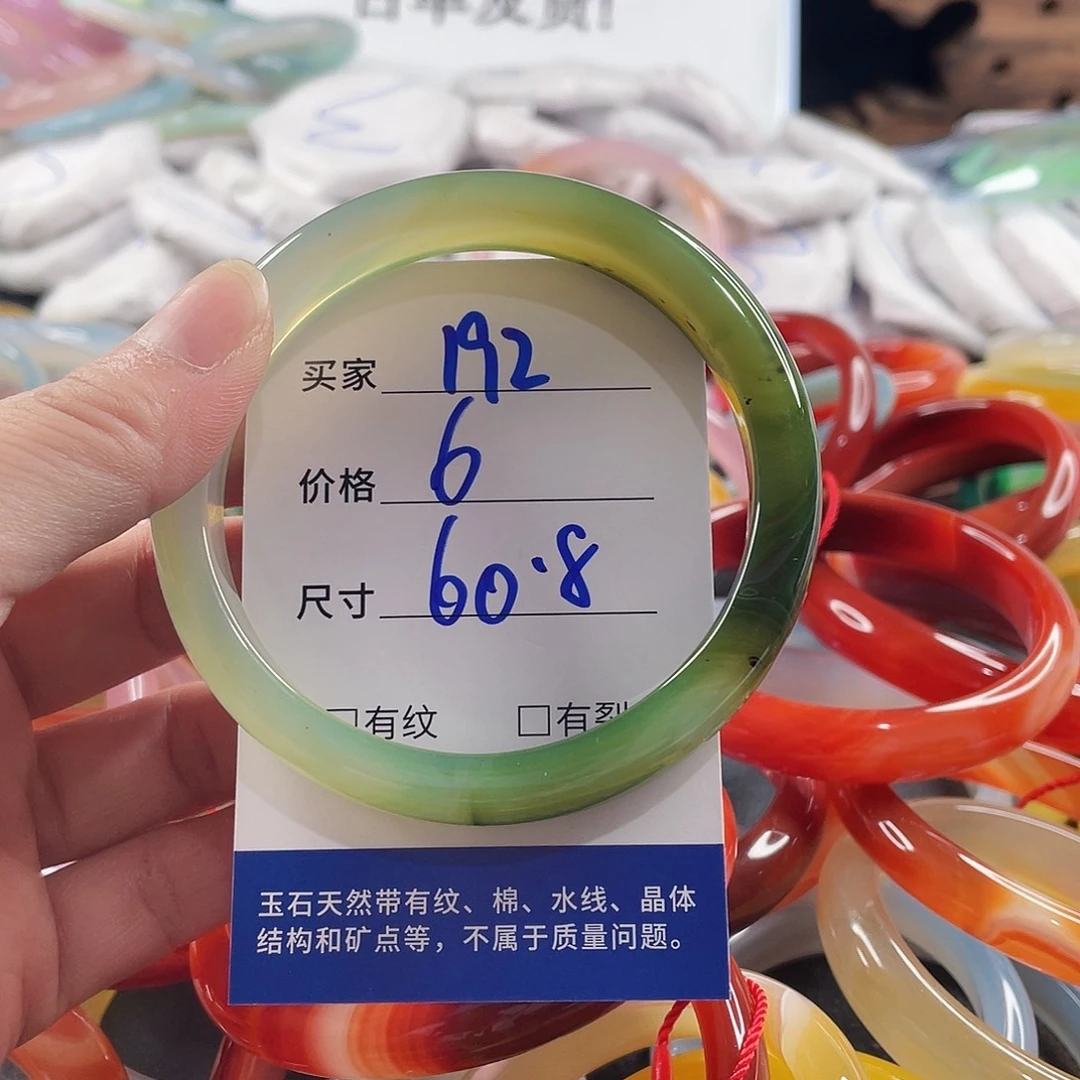 买家 192
价格 6
尺寸 60.8
□有纹 □有裂
玉石天然带有纹、棉、水线、晶体
结构和矿点等，不属于质量问题。